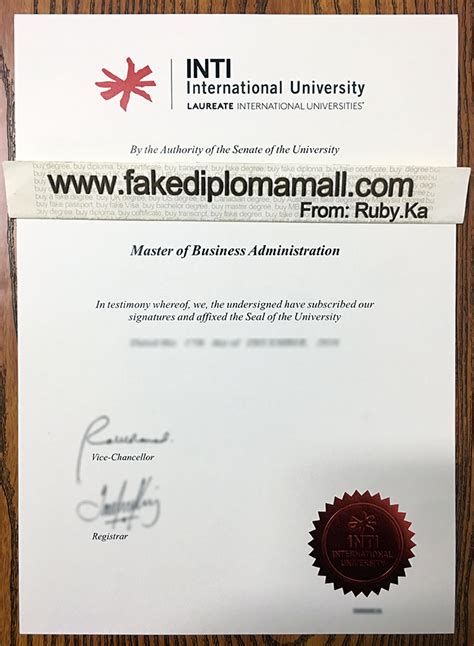 INTI
International University
LAUREATE INTERNATIONAL UNIVERSITIES®
By the Authority of the Senate of the University
www.fakediplomamall.com
From: Ruby.Ka
Master of Business Administration
In testimony whereof, we, the undersigned have subscribed our
signatures and affixed the Seal of the University
Vice-Chancellor
Registrar
INTI
INTERNATIONAL
UNIVERSITY